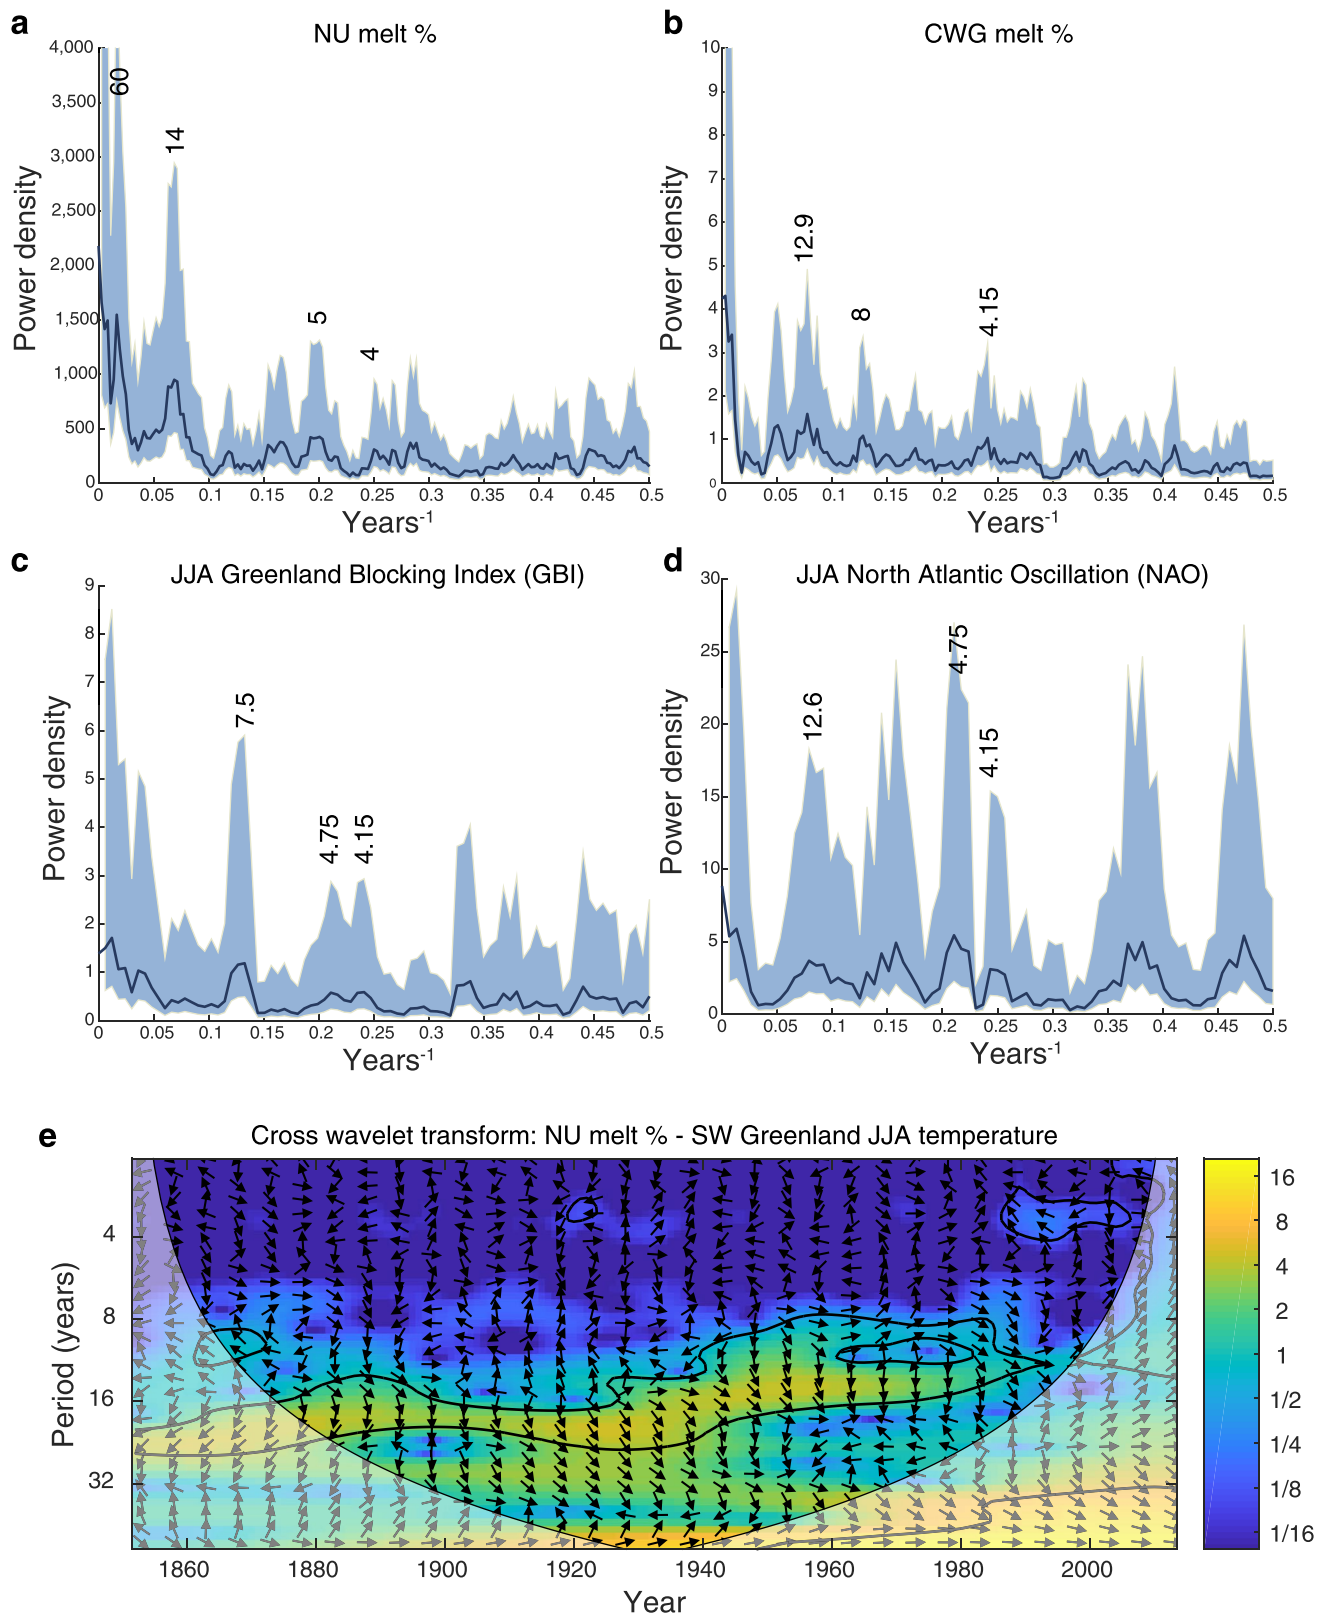 a
NU melt %
4,000
3,500
3,000
2,500
2,000
1,500
1,000
500
0
Power density
60
14
5
4
0 0.05 0.1 0.15 0.2 0.25 0.3 0.35 0.4 0.45 0.5
Years-1
b
CWG melt %
10
9
8
7
6
5
4
3
2
1
0
Power density
12.9
8
4.15
0 0.05 0.1 0.15 0.2 0.25 0.3 0.35 0.4 0.45 0.5
Years-1
c
JJA Greenland Blocking Index (GBI)
9
8
7
6
5
4
3
2
1
0
Power density
7.5
4.75
4.15
0 0.05 0.1 0.15 0.2 0.25 0.3 0.35 0.4 0.45 0.5
Years-1
d
JJA North Atlantic Oscillation (NAO)
30
25
20
15
10
5
0
Power density
12.6
4.75
4.15
0 0.05 0.1 0.15 0.2 0.25 0.3 0.35 0.4 0.45 0.5
Years-1
e
Cross wavelet transform: NU melt % - SW Greenland JJA temperature
4
8
16
32
Period (years)
1860 1880 1900 1920 1940 1960 1980 2000
Year
16
8
4
2
1
1/2
1/4
1/8
1/16